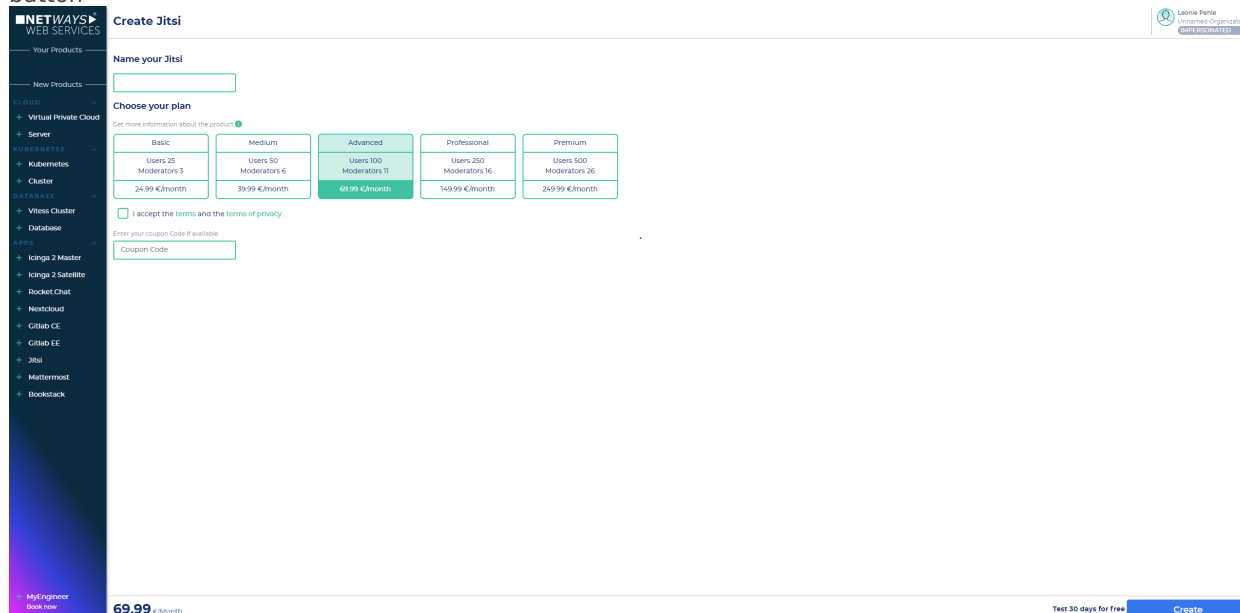 button
NETWAYS
WEB SERVICES
Create Jitsi
Leonie Pehle
Unnamed
IMPERSONATED
Your Products
New Products
CLOUD
Virtual Private Cloud
Server
KUBERNETES
Kubernetes
Cluster
DATABASE
Vitess Cluster
Database
APPS
Icinga 2 Master
Icinga 2 Satellite
Rocket.Chat
Nextcloud
Gitlab CE
Gitlab EE
Jitsi
Mattermost
Bookstack
MyEngineer
Book now
Name your Jitsi
Choose your plan
Get more information about the product
Basic
Users 25
Moderators 3
24.99 €/month
Medium
Users 50
Moderators 6
39.99 €/month
Advanced
Users 100
Moderators 11
69.99 €/month
Professional
Users 250
Moderators 16
149.99 €/month
Premium
Users 500
Moderators 26
249.99 €/month
I accept the terms and the terms of privacy .
Enter your coupon Code if available
Coupon Code
69.99 €/Month
Test 30 days for free
Create